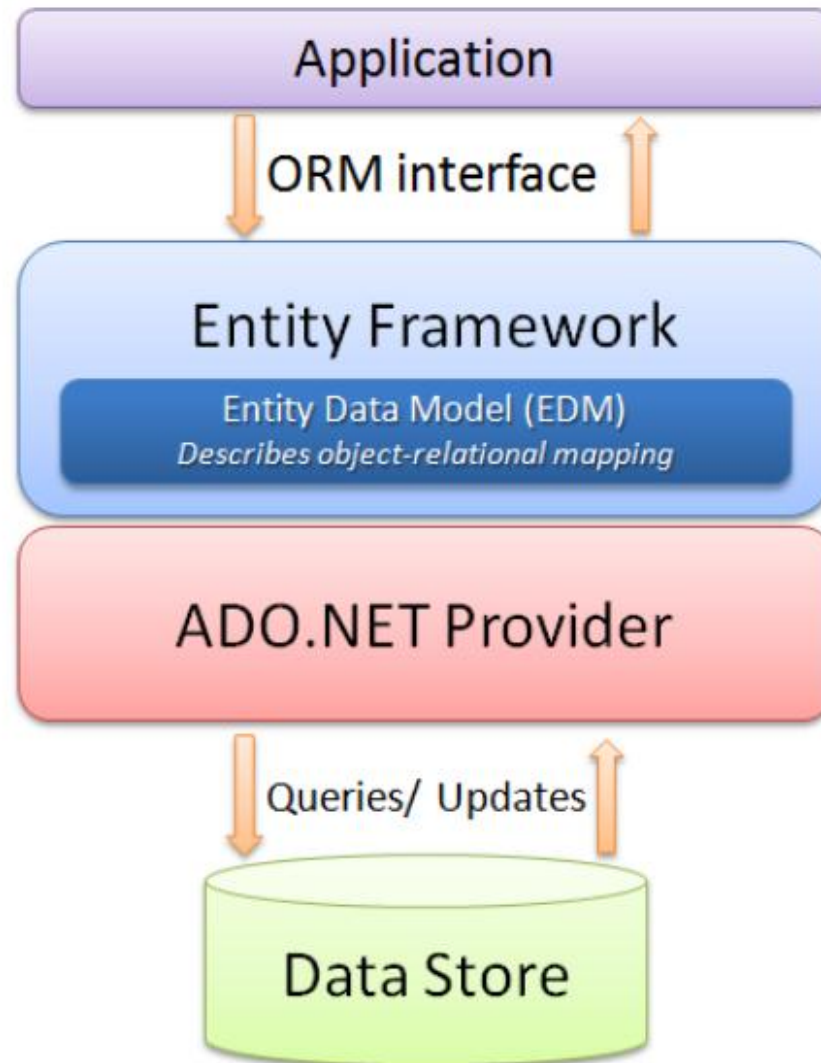 Application
ORM interface
Entity Framework
Entity Data Model (EDM)
Describes object-relational mapping
ADO.NET Provider
Queries/ Updates
Data Store